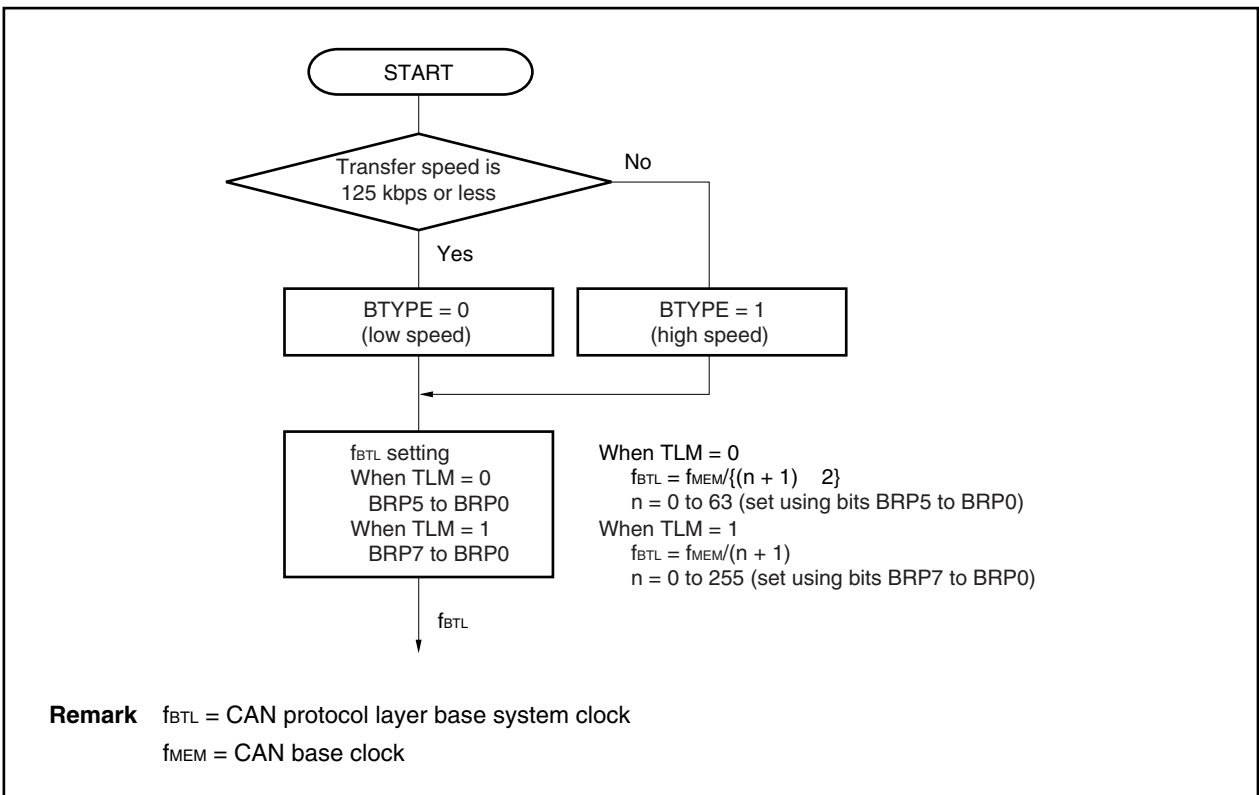 START
Transfer speed is
125 kbps or less
No
Yes
BTYPE = 0
(low speed)
BTYPE = 1
(high speed)
fBTL setting
When TLM = 0
BRP5 to BRP0
When TLM = 1
BRP7 to BRP0
When TLM = 0
fBTL = fMEM/{(n + 1) 2}
n = 0 to 63 (set using bits BRP5 to BRP0)
When TLM = 1
fBTL = fMEM/(n + 1)
n = 0 to 255 (set using bits BRP7 to BRP0)
fBTL
Remark fBTL = CAN protocol layer base system clock
fMEM = CAN base clock